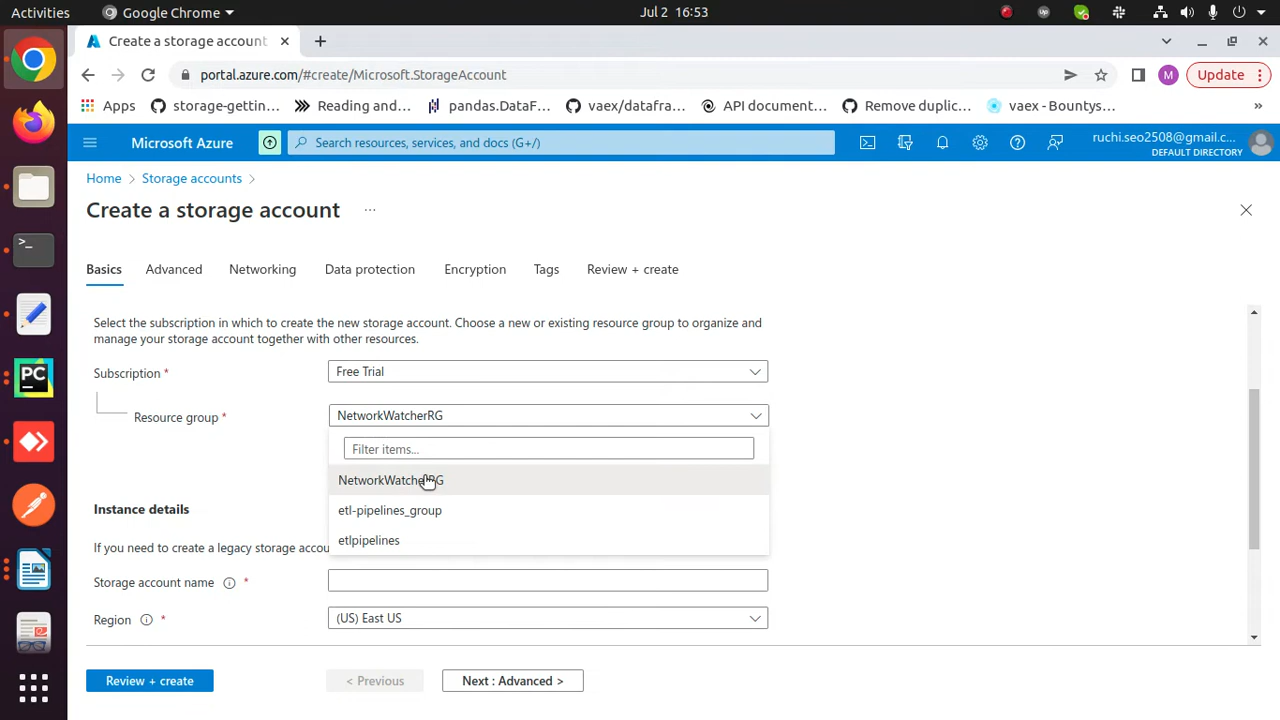 Activities
Google Chrome
Jul 2 16:53
Up
Create a storage account
portal.azure.com/#create/Microsoft.StorageAccount
M
Update
Apps
storage-gettin...
Reading and...
pandas.DataF...
vaex/datafra...
API document...
Remove duplic...
vaex - Bountys...
»
Microsoft Azure
Search resources, services, and docs (G+/)
ruchi.seo2508@gmail.c...
DEFAULT DIRECTORY
Home > Storage accounts >
Create a storage account ...
Basics
Advanced
Networking
Data protection
Encryption
Tags
Review + create
Select the subscription in which to create the new storage account. Choose a new or existing resource group to organize and
manage your storage account together with other resources.
Subscription *
Free Trial
Resource group *
NetworkWatcherRG
Filter items...
NetworkWatcherRG
etl-pipelines_group
etlpipelines
Instance details
If you need to create a legacy storage accou
Storage account name *
Region *
(US) East US
Review + create
< Previous
Next : Advanced >
PC